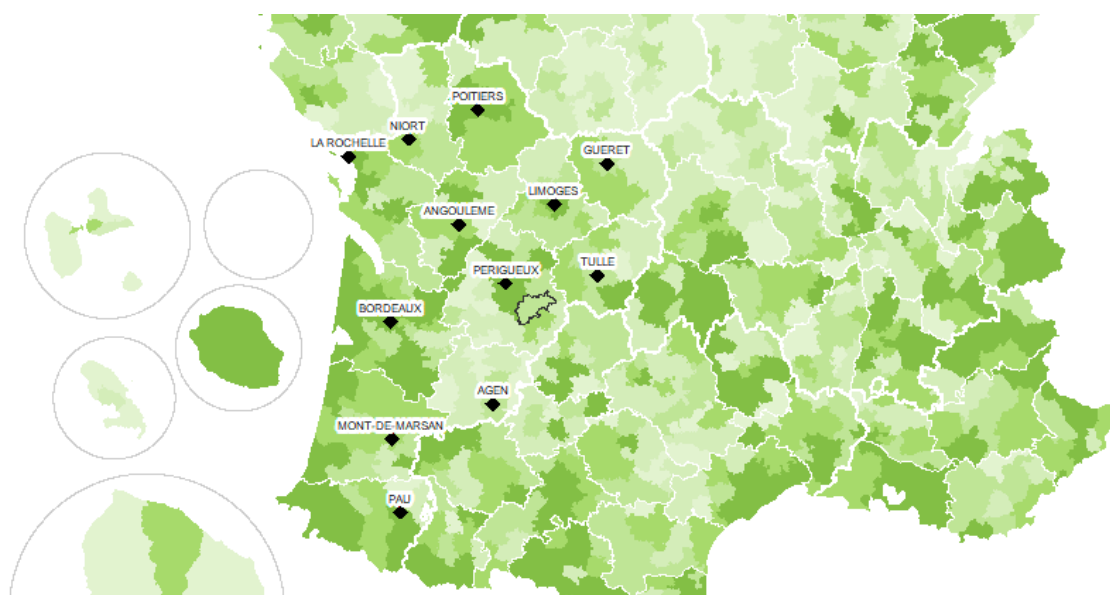 POITIERS
NIORT
LA ROCHELLE
GUERET
LIMOGES
ANGOULEME
TULLE
PERIGUEUX
BORDEAUX
AGEN
MONT-DE-MARSAN
PAU